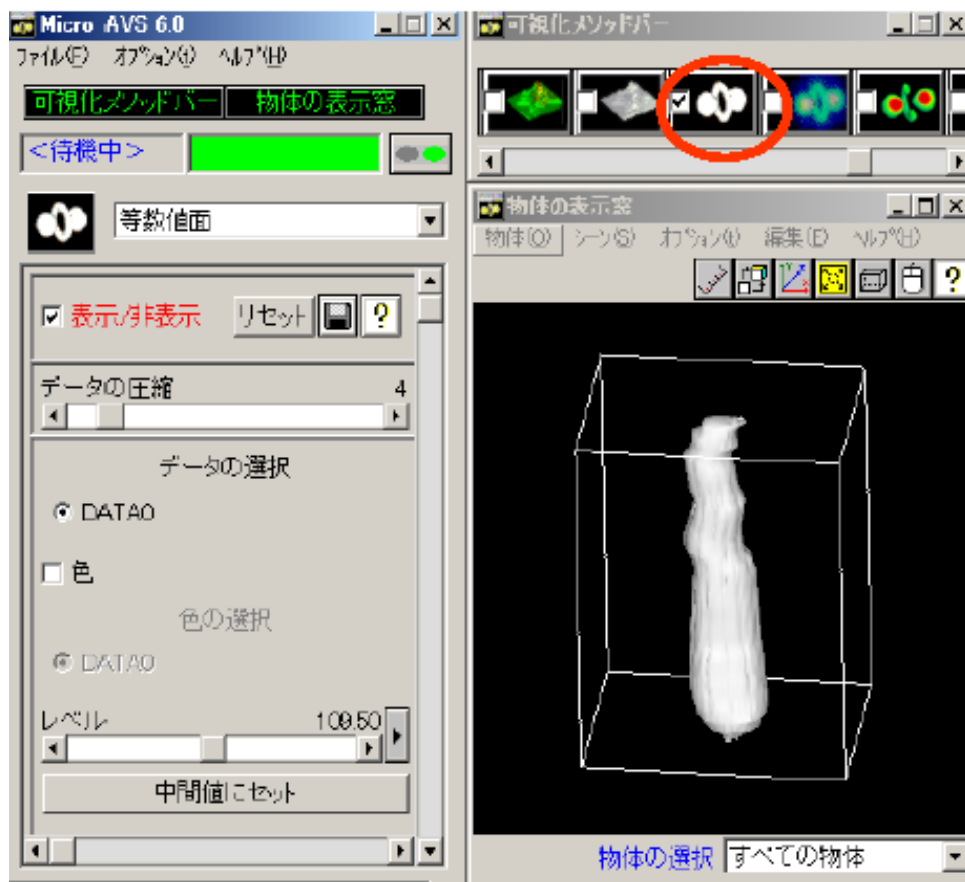 Micro AVS 6.0
ファイル(F) オプション(t) ヘルプ(H)
可視化メソッドバー 物体の表示窓
<待機中>
等数値面
表示/非表示 リセット ?
データの圧縮 4
データの選択
DATA0
色
色の選択
DATA0
レベル 109.50
中間値にセット
可視化メソッドバー
物体の表示窓
物体(O) シーン(S) オプション(t) 編集(E) ヘルプ(H)
?
物体の選択 すべての物体